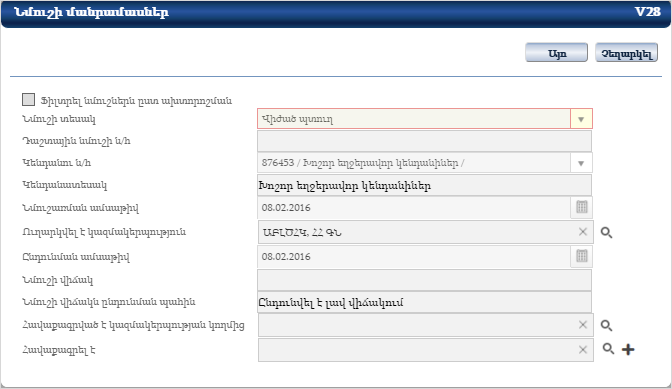 Նմուշի մանրամասներ V28
Այո Չեղարկել
Ֆիլտրել նմուշներն ըստ ախտորոշման
Նմուշի տեսակ Վիժած պտուղ
Դաշտային նմուշի ն/հ
Կենդանու ն/հ 876453 / Խոշոր եղջերավոր կենդանիներ /
Կենդանատեսակ Խոշոր եղջերավոր կենդանիներ
Նմուշառման ամսաթիվ 08.02.2016
Ուղարկվել է կազմակերպություն ԱԲԼԾՀԿ, ՀՀ ԳՆ
Ընդունման ամսաթիվ 08.02.2016
Նմուշի վիճակ
Նմուշի վիճակն ընդունման պահին Ընդունվել է լավ վիճակում
Հավաքագրված է կազմակերպության կողմից
Հավաքագրել է